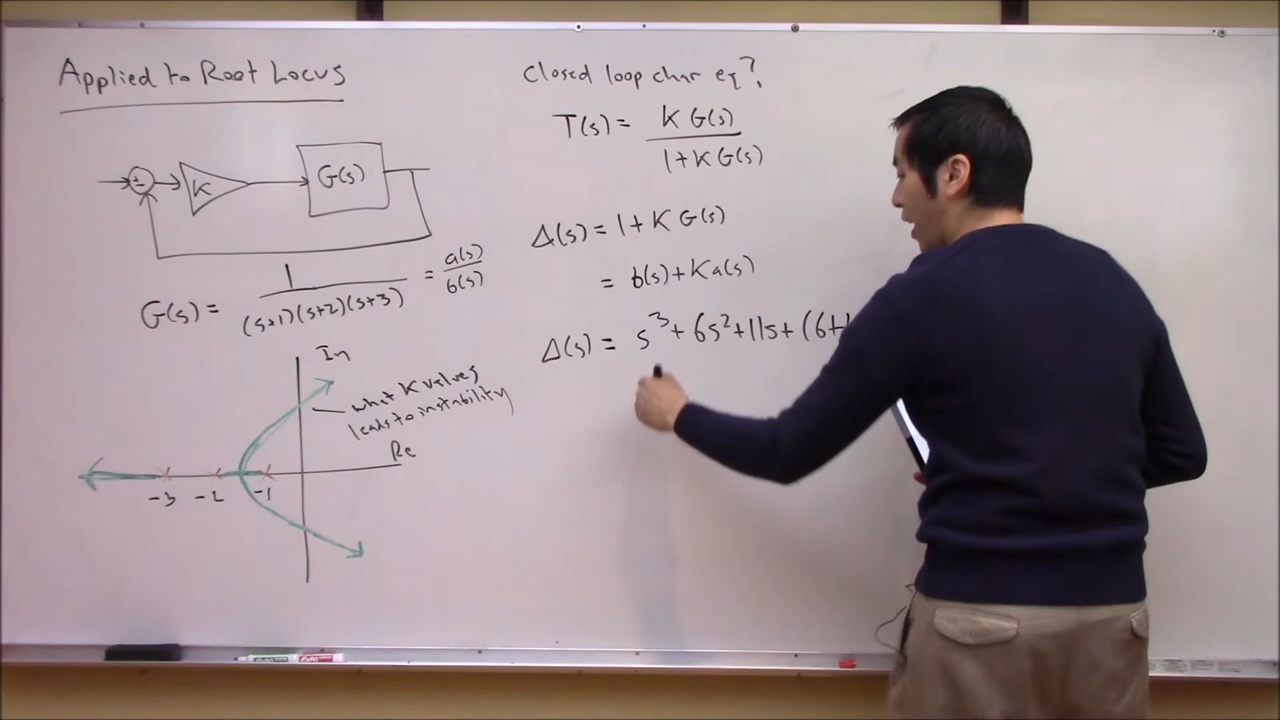 Applied to Root Locus
±
K
G(s)
G(s) = 1 / (s+1)(s+2)(s+3) = a(s) / b(s)
Im
what K values
leads to instability
Re
-3 -2 -1
Closed loop char eq?
T(s) = K G(s) / 1+K G(s)
Δ(s) = 1+K G(s)
= b(s)+Ka(s)
Δ(s) = s³+6s²+11s+(6+